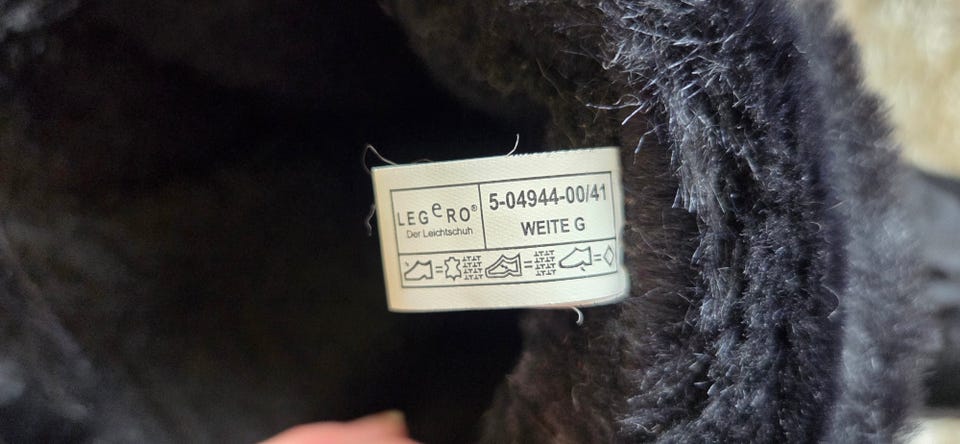 LEGeRO®
Der Leichtschuh
5-04944-00/41
WEITE G